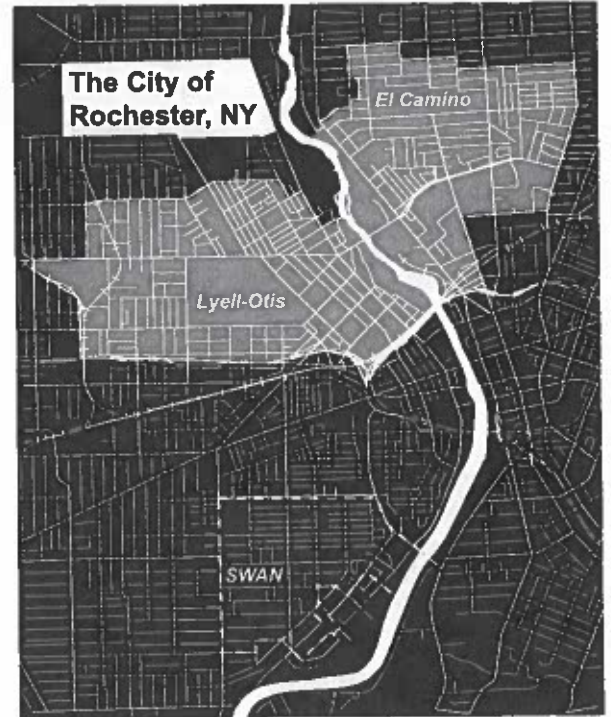 The City of
Rochester, NY
El Camino
Lyell-Otis
SWAN